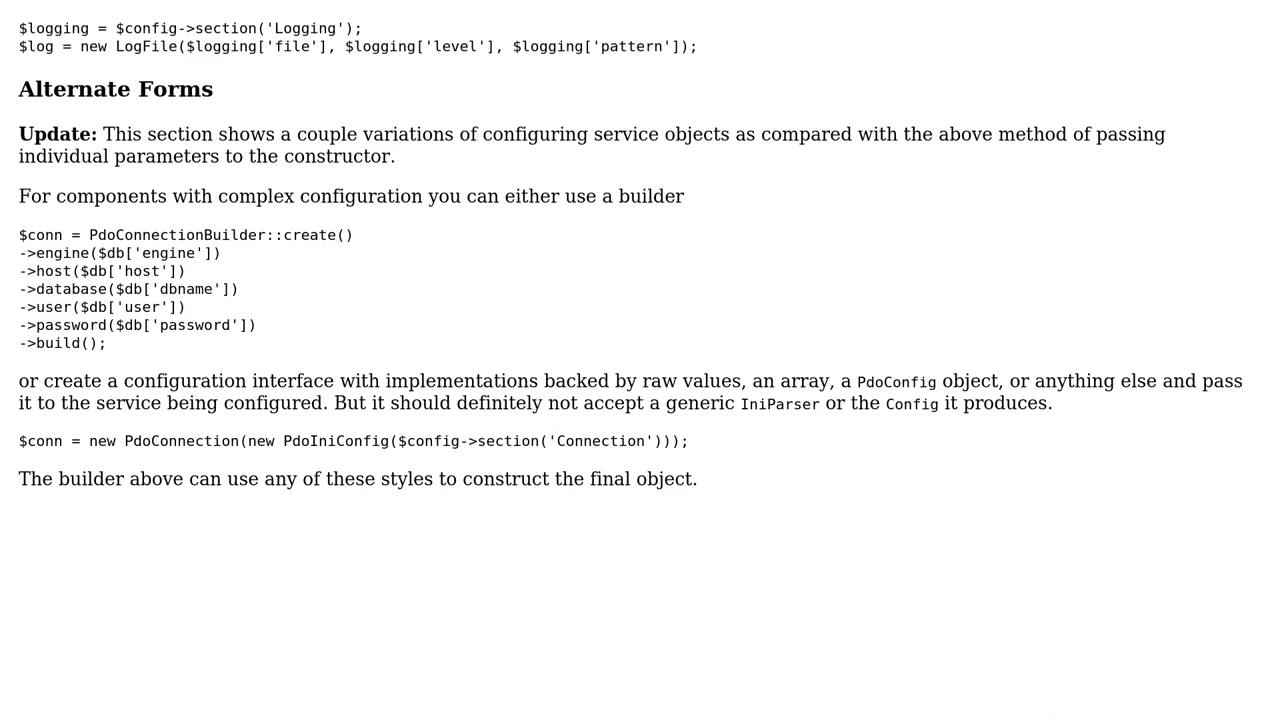 $logging = $config->section('Logging');
$log = new LogFile($logging['file'], $logging['level'], $logging['pattern']);
Alternate Forms
Update: This section shows a couple variations of configuring service objects as compared with the above method of passing
individual parameters to the constructor.
For components with complex configuration you can either use a builder
$conn = PdoConnectionBuilder::create()
->engine($db['engine'])
->host($db['host'])
->database($db['dbname'])
->user($db['user'])
->password($db['password'])
->build();
or create a configuration interface with implementations backed by raw values, an array, a PdoConfig object, or anything else and pass
it to the service being configured. But it should definitely not accept a generic IniParser or the Config it produces.
$conn = new PdoConnection(new PdoIniConfig($config->section('Connection')));
The builder above can use any of these styles to construct the final object.